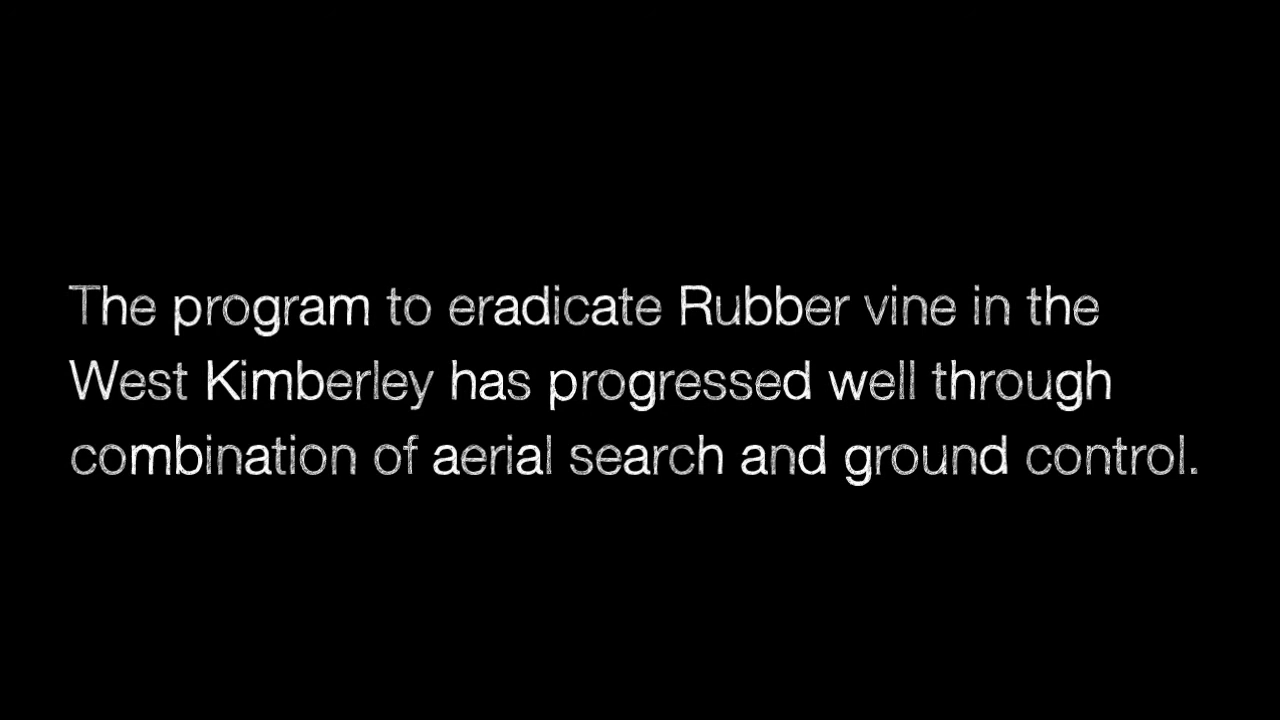 The program to eradicate Rubber vine in the
West Kimberley has progressed well through
combination of aerial search and ground control.